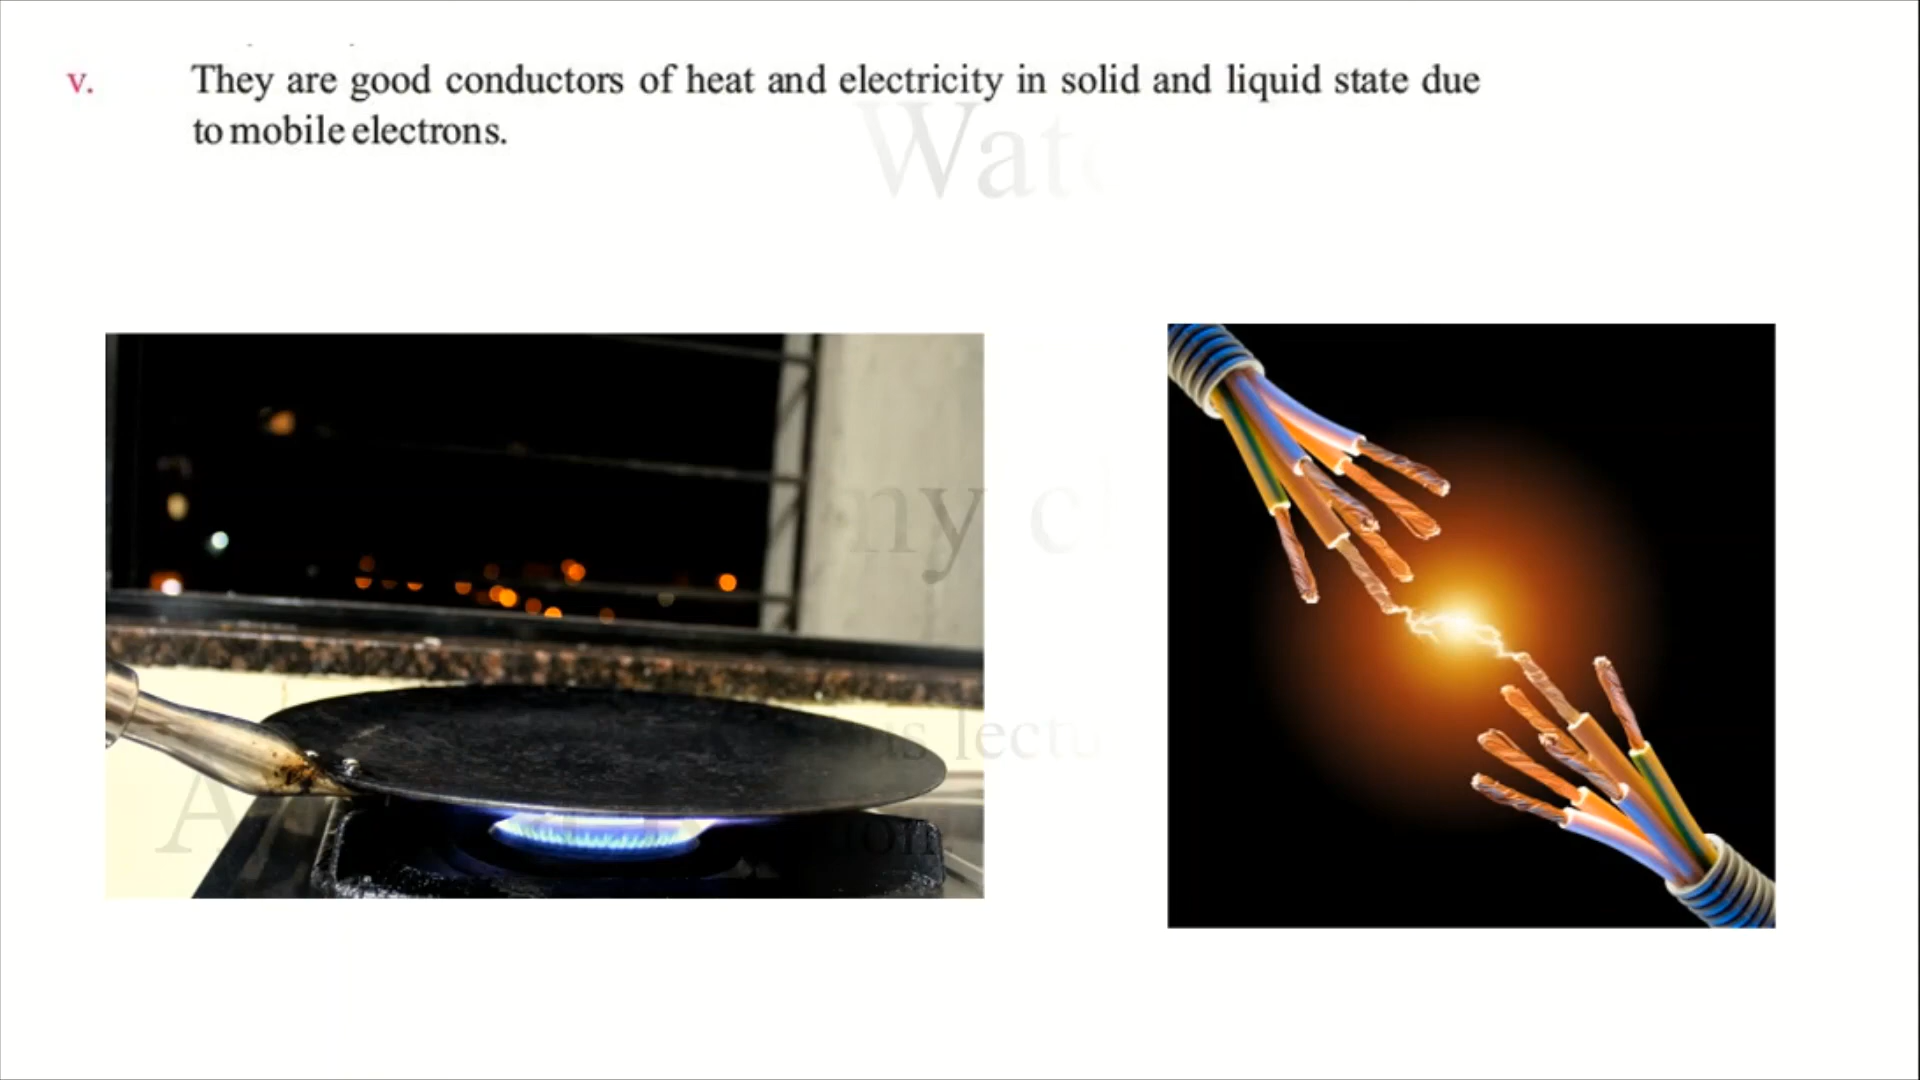 v. They are good conductors of heat and electricity in solid and liquid state due
to mobile electrons.